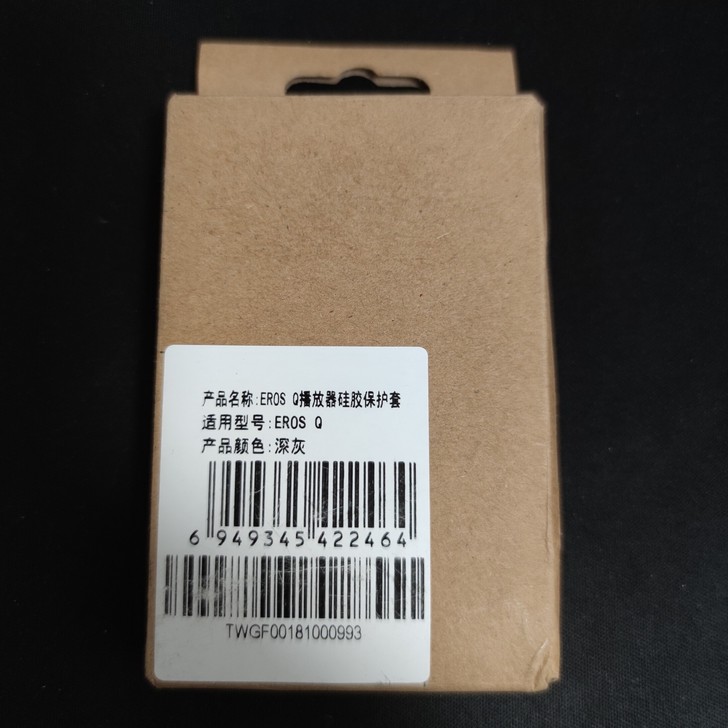 产品名称:EROS Q播放器硅胶保护套
适用型号:EROS Q
产品颜色:深灰
6 949345 422464
TWGF00181000993